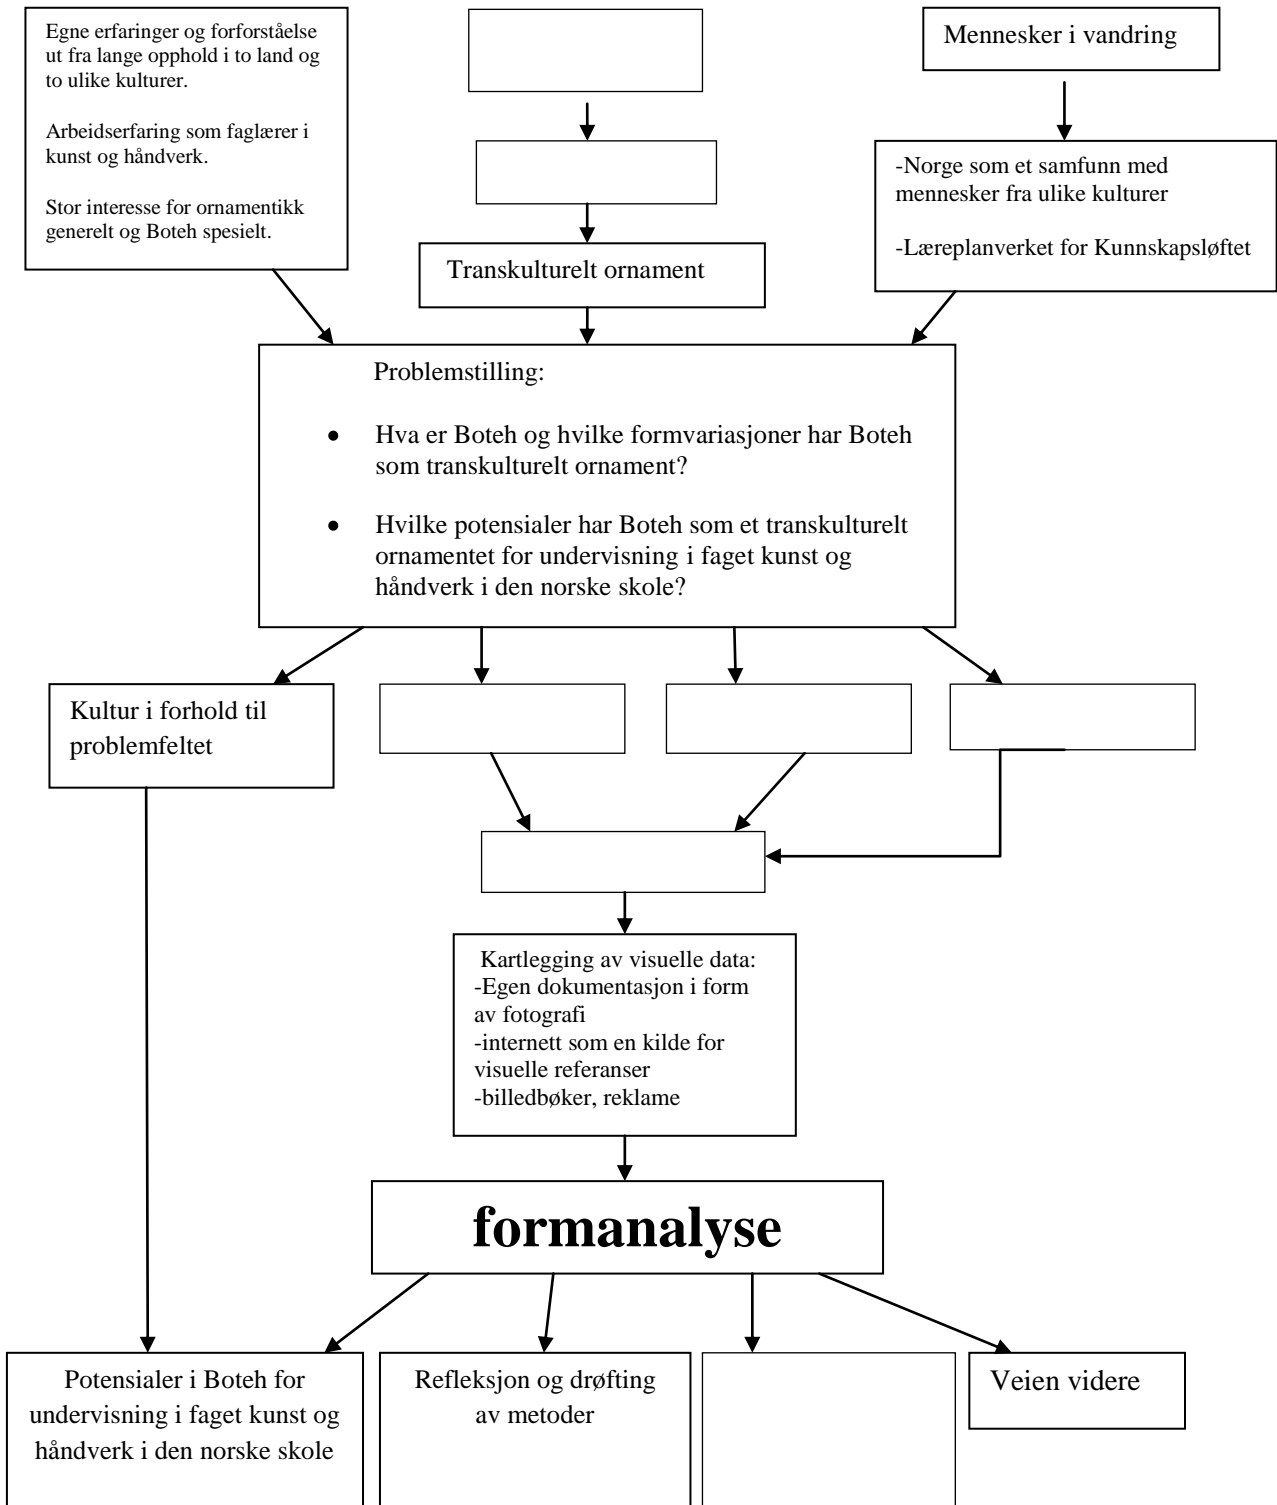 Egne erfaringer og forforståelse
ut fra lange opphold i to land og
to ulike kulturer.
Arbeidserfaring som faglærer i
kunst og håndverk.
Stor interesse for ornamentikk
generelt og Boteh spesielt.
Mennesker i vandring
-Norge som et samfunn med
mennesker fra ulike kulturer
-Læreplanverket for Kunnskapsløftet
Transkulturelt ornament
Problemstilling:
• Hva er Boteh og hvilke formvariasjoner har Boteh
som transkulturelt ornament?
• Hvilke potensialer har Boteh som et transkulturelt
ornamentet for undervisning i faget kunst og
håndverk i den norske skole?
Kultur i forhold til
problemfeltet
Kartlegging av visuelle data:
-Egen dokumentasjon i form
av fotografi
-internett som en kilde for
visuelle referanser
-billedbøker, reklame
formanalyse
Potensialer i Boteh for
undervisning i faget kunst og
håndverk i den norske skole
Refleksjon og drøfting
av metoder
Veien videre